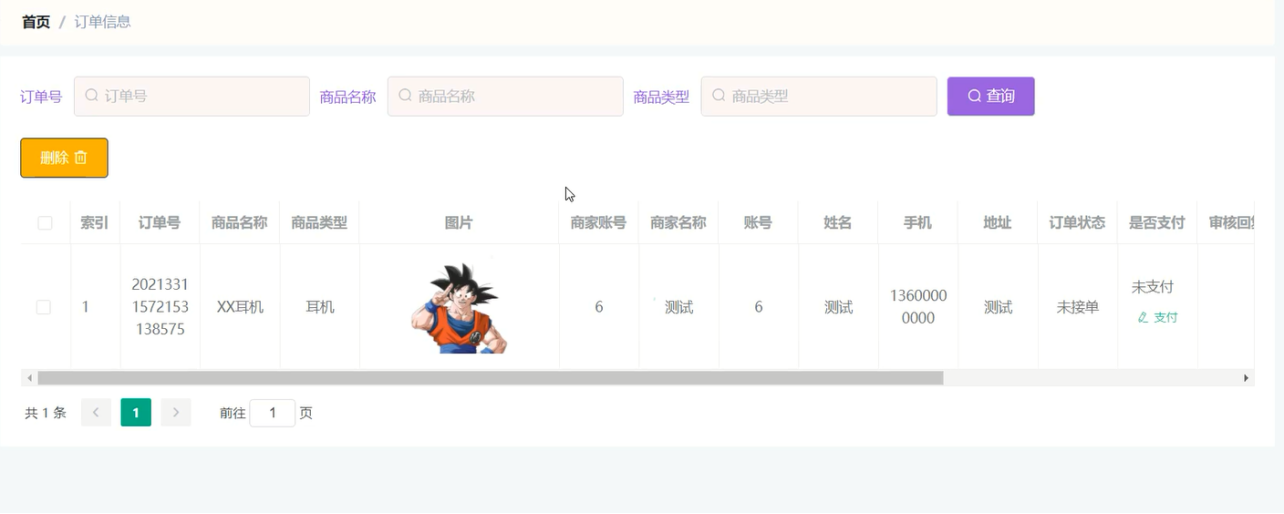 首页 / 订单信息
订单号 订单号 商品名称 商品名称 商品类型 商品类型 查询
删除
索引 订单号 商品名称 商品类型 图片 商家账号 商家名称 账号 姓名 手机 地址 订单状态 是否支付 审核回
1 2021331 1572153 138575 XX耳机 耳机 6 测试 6 测试 1360000 0000 测试 未接单 未支付 支付
共 1 条 1 前往 1 页